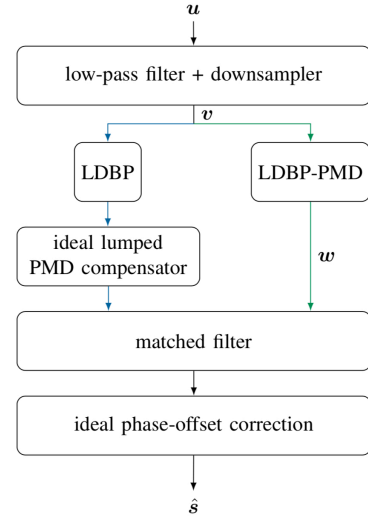 u
low-pass filter + downsampler
v
LDBP
LDBP-PMD
ideal lumped
PMD compensator
w
matched filter
ideal phase-offset correction
ŝ